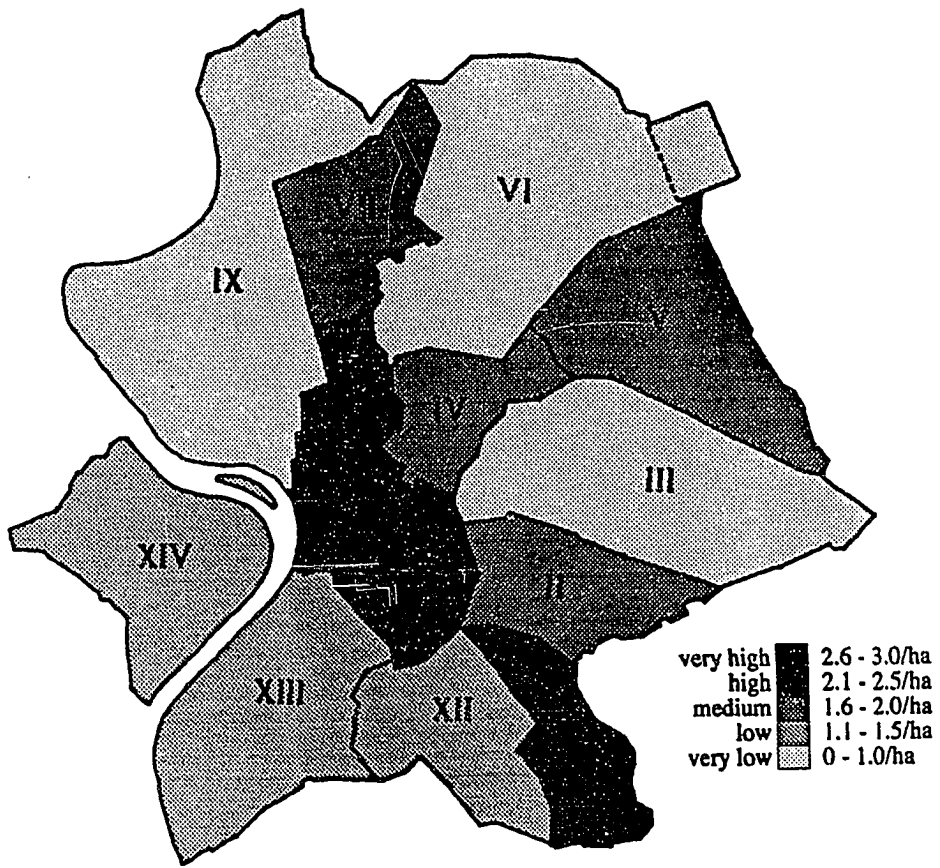 VI
VII
IX
V
IV
III
XIV
II
XIII
XII
very high 2.6 - 3.0/ha
high 2.1 - 2.5/ha
medium 1.6 - 2.0/ha
low 1.1 - 1.5/ha
very low 0 - 1.0/ha